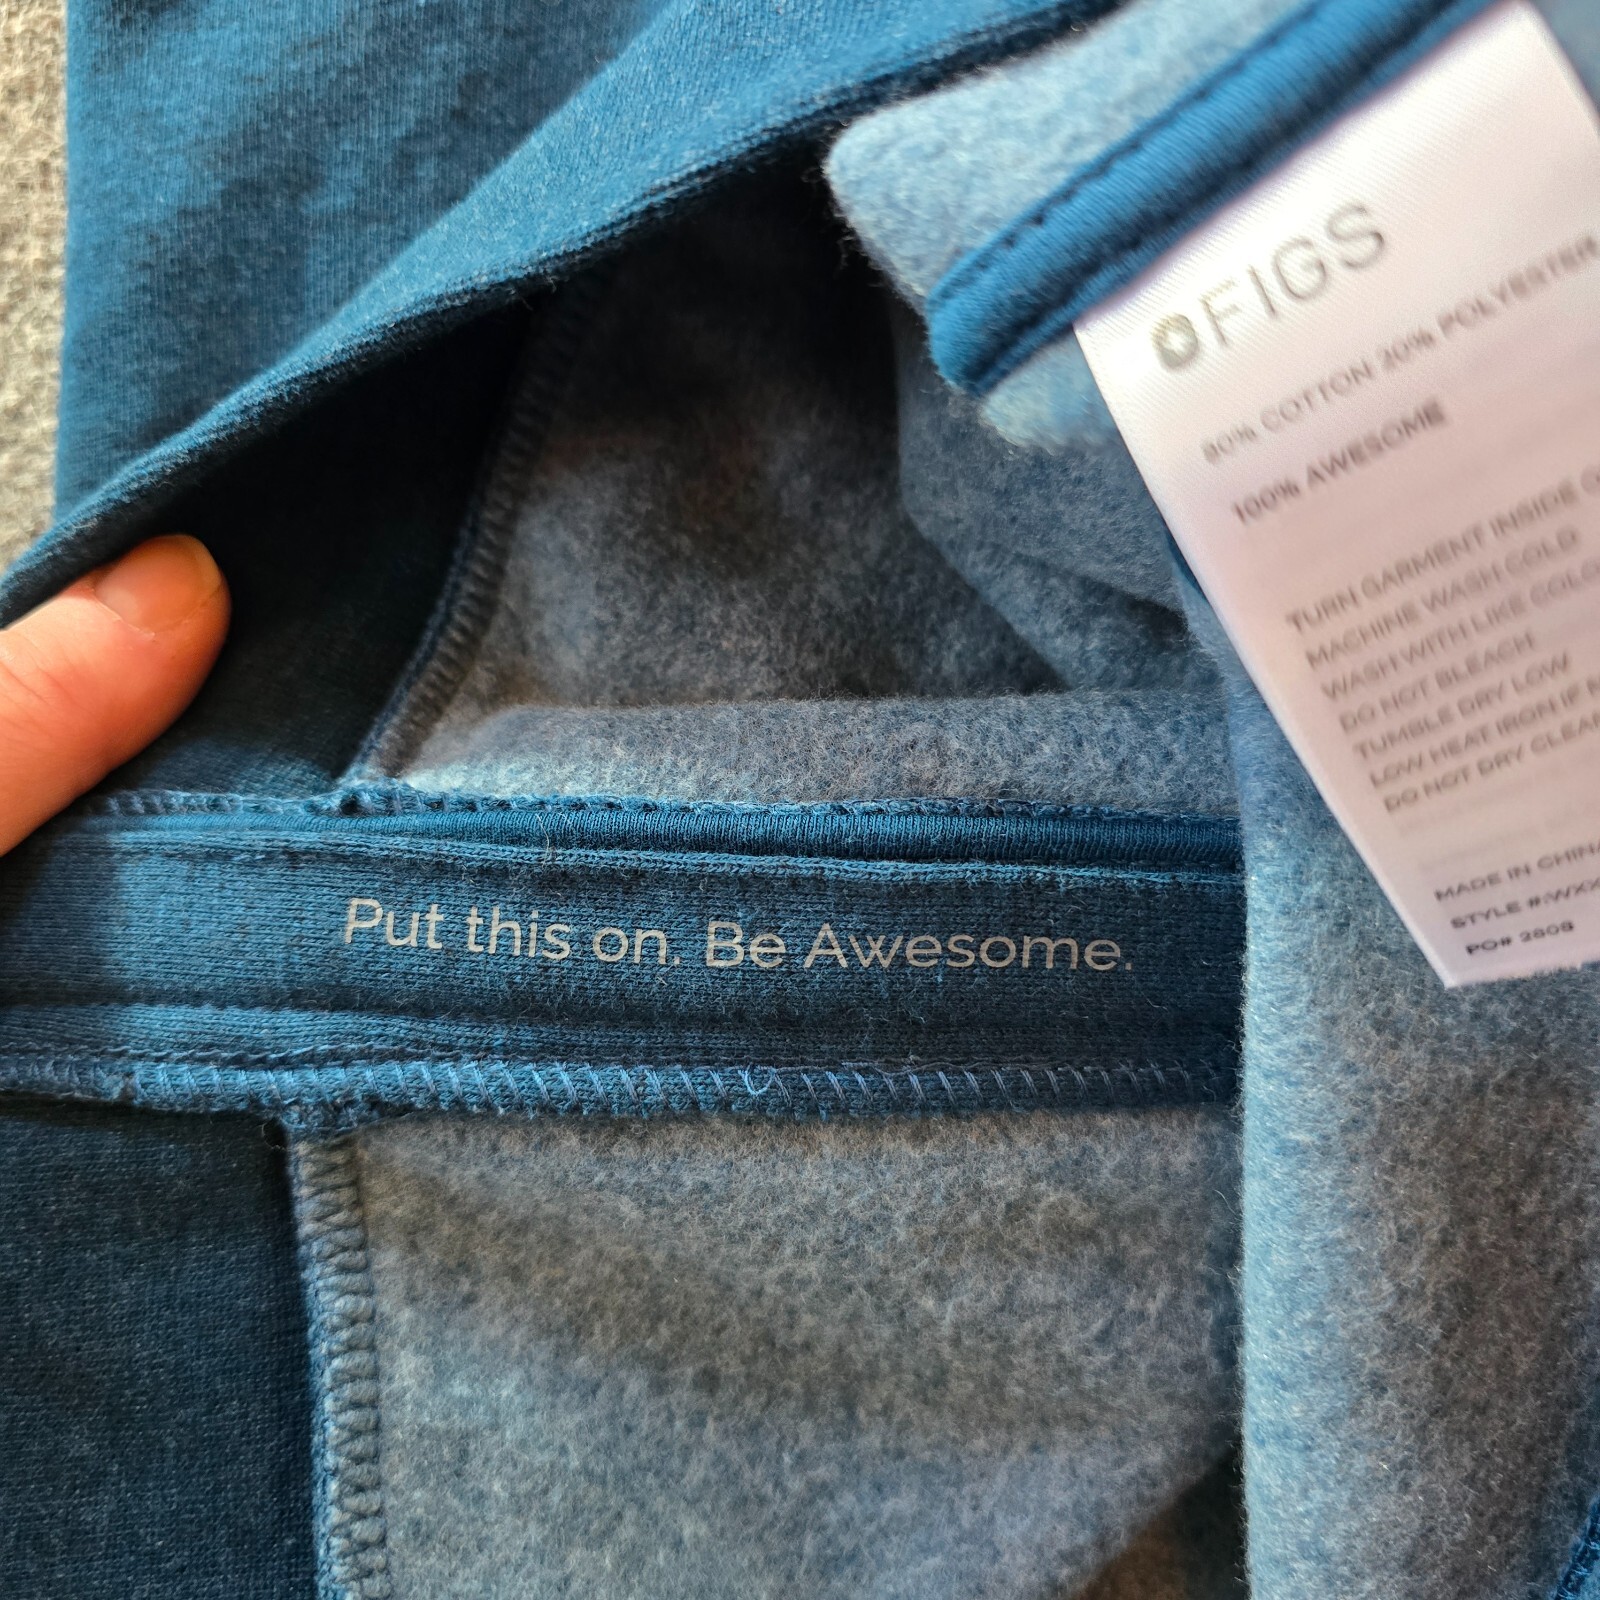 FIGS
80% COTTON 20% POLYESTER
100% AWESOME
TURN GARMENT INSIDE
MACHINE WASH COLD
WASH WITH LIKE
DO NOT BLEACH
TUMBLE DRY LOW
LOW HEAT IRON IF
DO NOT DRY CLEAN
MADE IN CHINA
STYLE #:
PO# 2808
Put this on. Be Awesome.